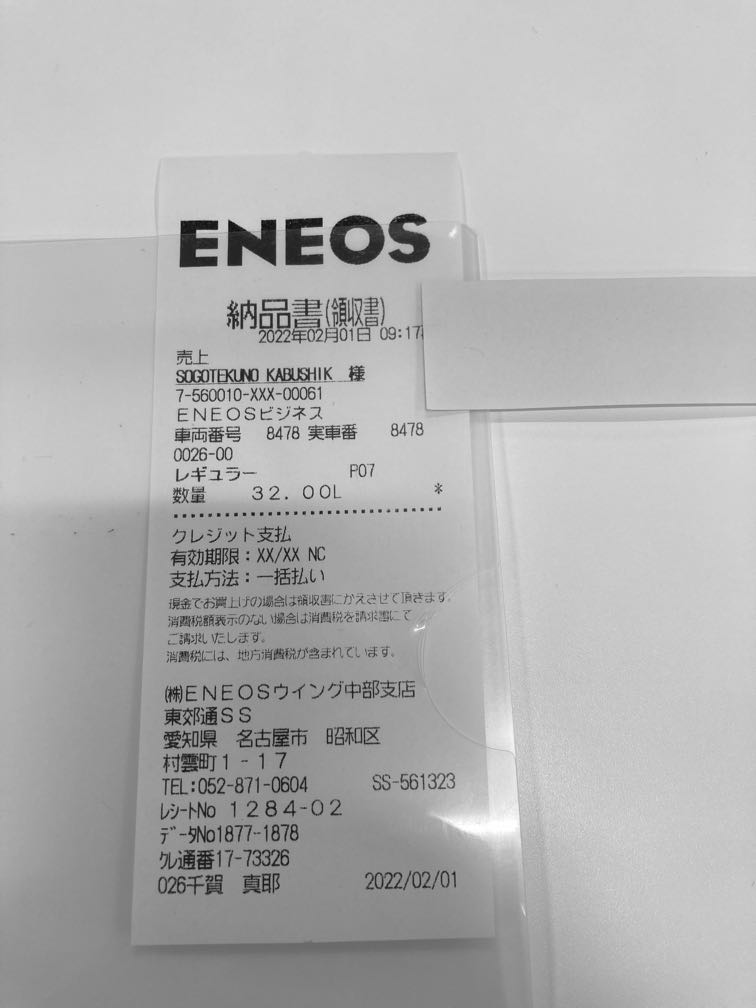 ENEOS
納品書(領収書)
2022年02月01日 09:17
売上
SOGOTEKUNO KABUSHIK 様
7-560010-XXX-00061
ENEOSビジネス
車両番号 8478 実車番 8478
0026-00
レギュラー P07
数量 32.00L *
クレジット支払
有効期限:XX/XX NC
支払方法:一括払い
現金でお買上げの場合は領収書にかえさせて頂きます。
消費税額表示のない場合は消費税を請求書にて
ご請求いたします。
消費税には、地方消費税が含まれています。
(株)ENEOSウイング中部支店
東郊通SS
愛知県 名古屋市 昭和区
村雲町1-17
TEL:052-871-0604 SS-561323
レシートNo 1284-02
データNo1877-1878
クレ通番17-73326
026千賀 真耶 2022/02/01